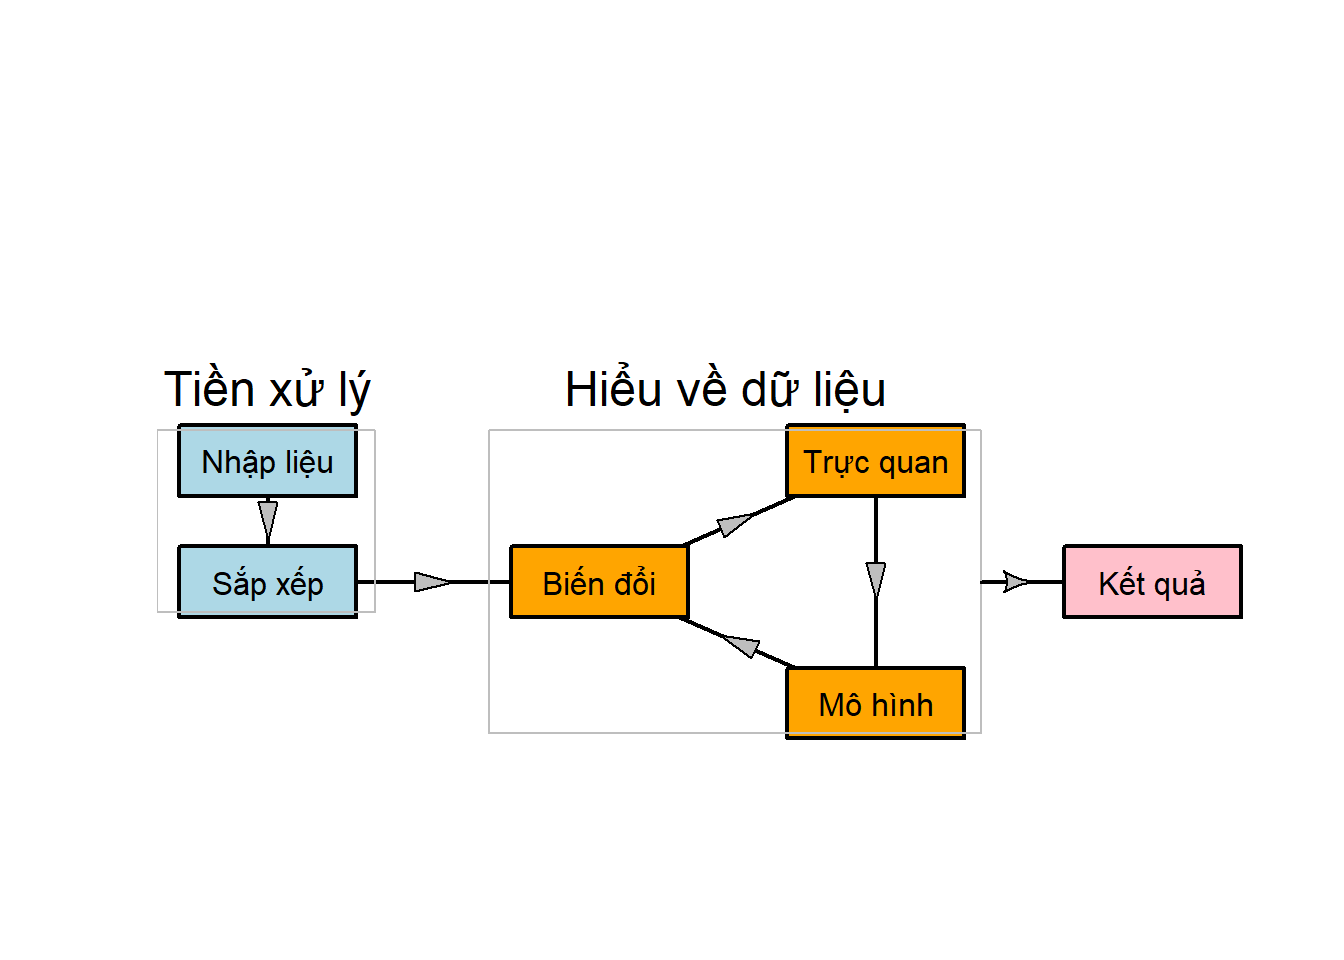 Tiền xử lý
Hiểu về dữ liệu
Nhập liệu
Trực quan
Sắp xếp
Biến đổi
Kết quả
Mô hình